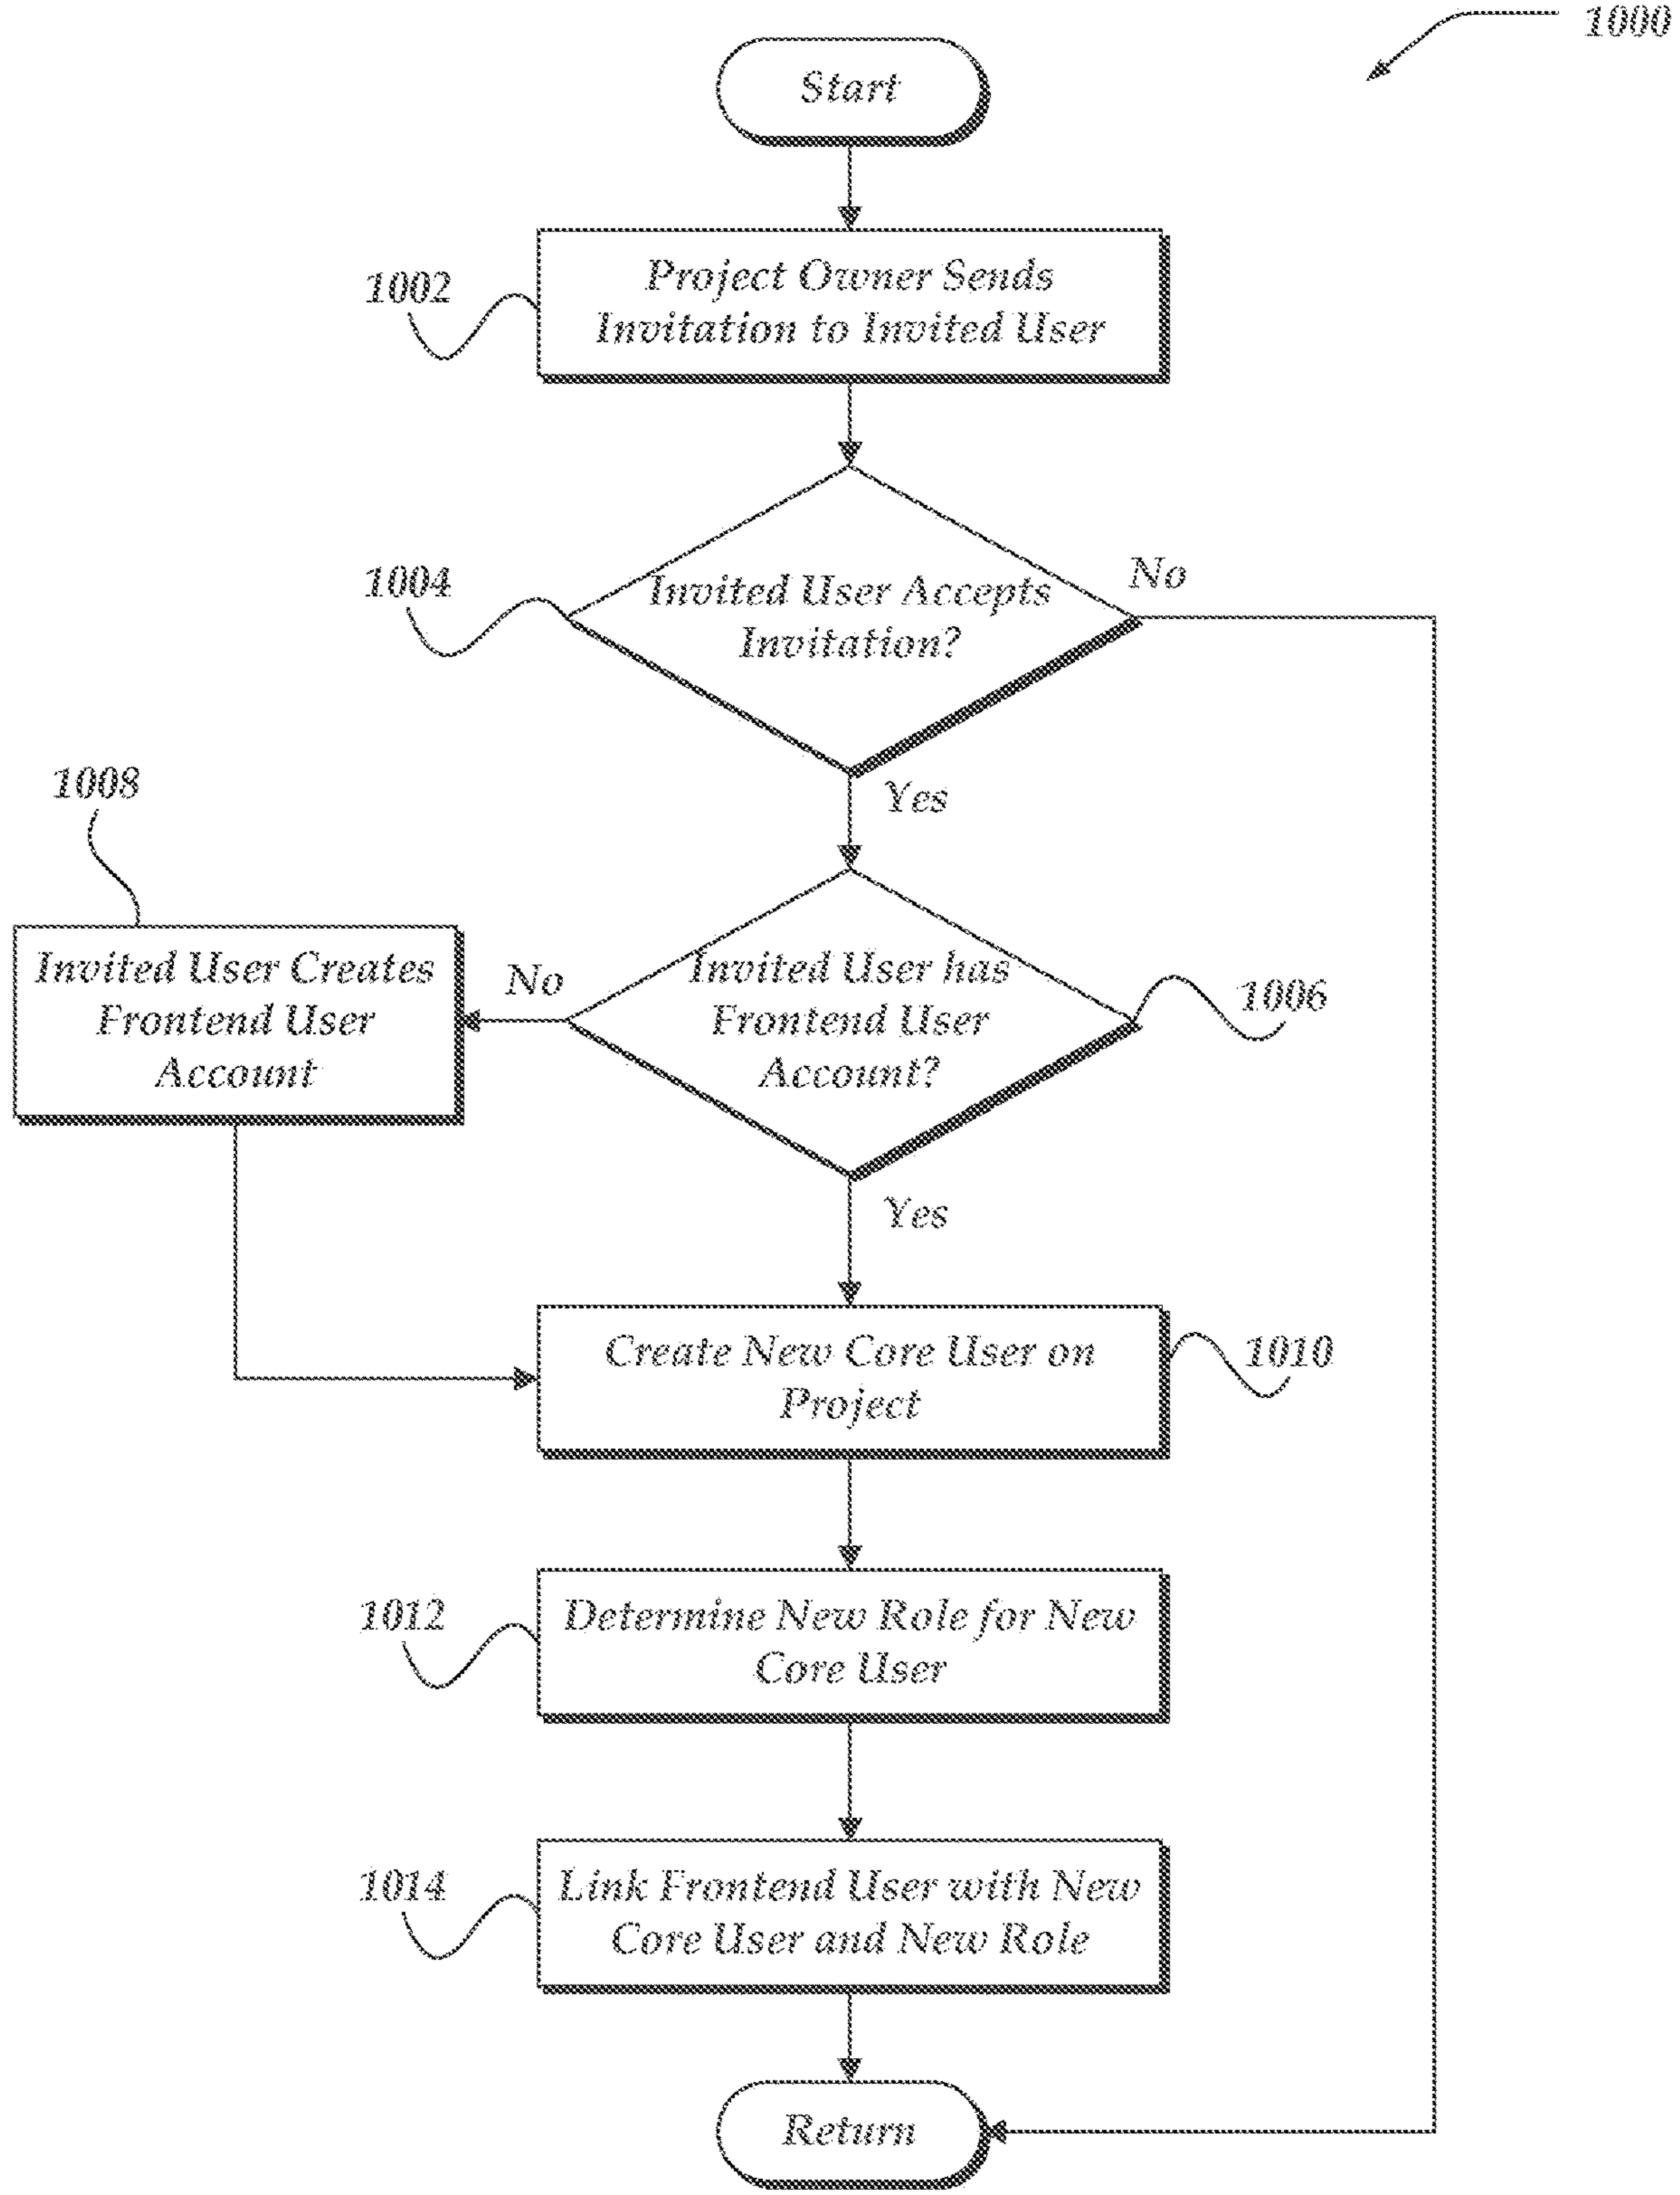 1000
Start
1002
Project Owner Sends
Invitation to Invited User
1004
Invited User Accepts
Invitation?
No
Yes
1008
Invited User Creates
Frontend User
Account
No
Invited User has
Frontend User
Account?
1006
Yes
Create New Core User on
Project
1010
1012
Determine New Role for New
Core User
1014
Link Frontend User with New
Core User and New Role
Return